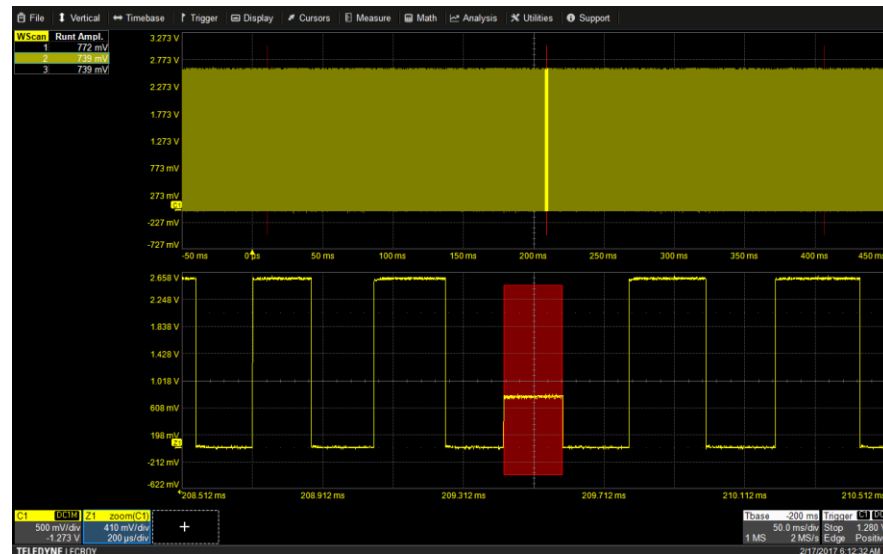 File Vertical Timebase Trigger Display Cursors Measure Math Analysis Utilities Support
WScan Runt Ampl.
1 772 mV
2 739 mV
3 739 mV
3.273 V
2.773 V
2.273 V
1.773 V
1.273 V
773 mV
273 mV
C1
-227 mV
-727 mV
-50 ms 0 µs 50 ms 100 ms 150 ms 200 ms 250 ms 300 ms 350 ms 400 ms 450 ms
2.658 V
2.248 V
1.838 V
1.428 V
1.018 V
608 mV
198 mV
Z1
-212 mV
-622 mV
208.512 ms 208.912 ms 209.312 ms 209.712 ms 210.112 ms 210.512 ms
C1 DC1M Z1 zoom(C1) Tbase -200 ms Trigger C1 DC
500 mV/div 410 mV/div + 50.0 ms/div Stop 1.280 V
-1.273 V 200 µs/div 1 MS 2 MS/s Edge Positive
TELEDYNE LECROY 2/17/2017 6:12:32 AM